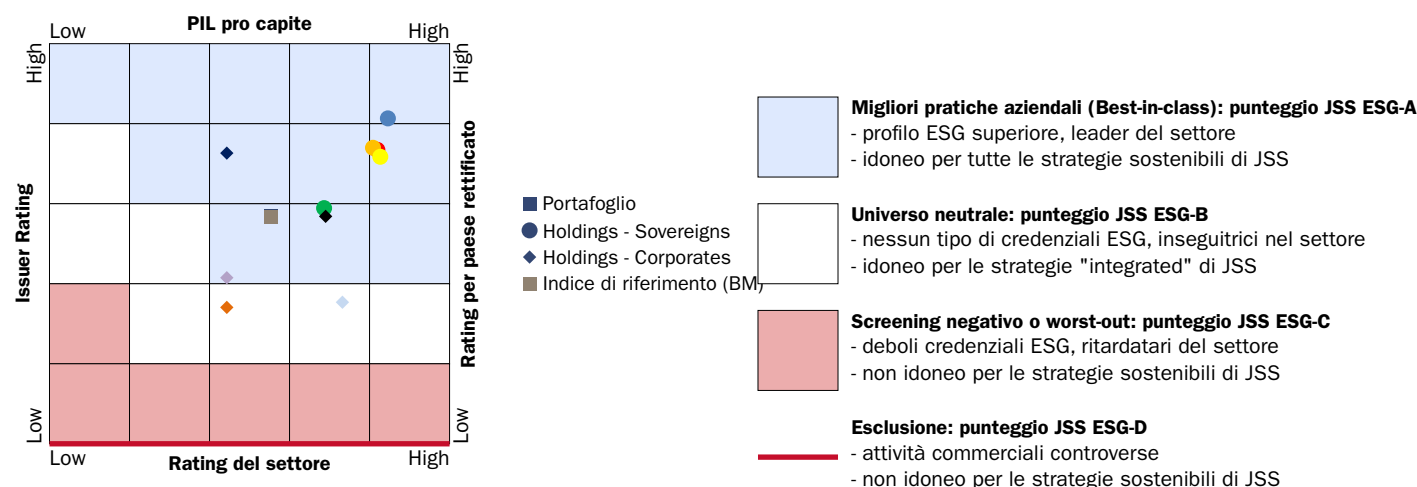 PIL pro capite
Low
High
High
High
Issuer Rating
Rating per paese rettificato
Low
Low
Low
High
Rating del settore
Portafoglio
Holdings - Sovereigns
Holdings - Corporates
Indice di riferimento (BM)
Migliori pratiche aziendali (Best-in-class): punteggio JSS ESG-A
- profilo ESG superiore, leader del settore
- idoneo per tutte le strategie sostenibili di JSS
Universo neutrale: punteggio JSS ESG-B
- nessun tipo di credenziali ESG, inseguitrici nel settore
- idoneo per le strategie "integrated" di JSS
Screening negativo o worst-out: punteggio JSS ESG-C
- deboli credenziali ESG, ritardatari del settore
- non idoneo per le strategie sostenibili di JSS
Esclusione: punteggio JSS ESG-D
- attività commerciali controverse
- non idoneo per le strategie sostenibili di JSS